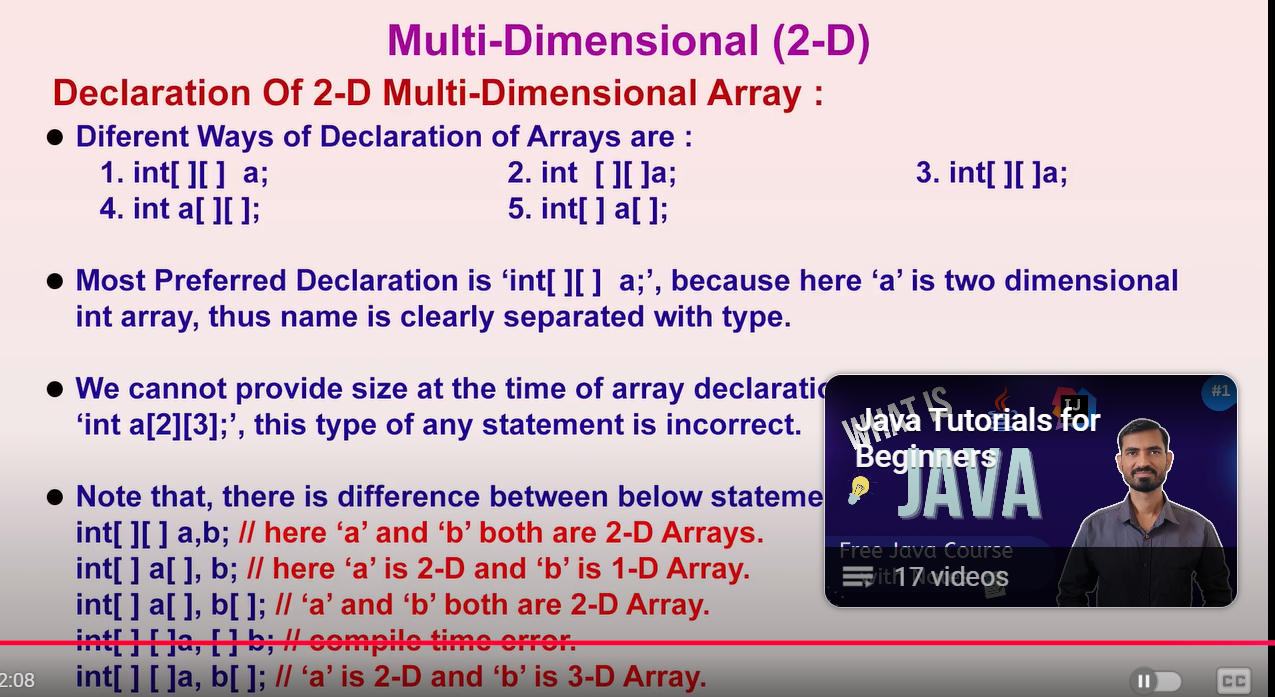 Multi-Dimensional (2-D)
Declaration Of 2-D Multi-Dimensional Array :
● Diferent Ways of Declaration of Arrays are :
1. int[ ][ ]  a; 2. int  [ ][ ]a; 3. int[ ][ ]a;
4. int a[ ][ ]; 5. int[ ] a[ ];
● Most Preferred Declaration is ‘int[ ][ ]  a;’, because here ‘a’ is two dimensional
int array, thus name is clearly separated with type.
● We cannot provide size at the time of array declaratio
‘int a[2][3];’, this type of any statement is incorrect.
● Note that, there is difference between below stateme
int[ ][ ] a,b; // here ‘a’ and ‘b’ both are 2-D Arrays.
int[ ] a[ ], b; // here ‘a’ is 2-D and ‘b’ is 1-D Array.
int[ ] a[ ], b[ ]; // ‘a’ and ‘b’ both are 2-D Array.
int[ ] [ ]a, [ ] b; // compile time error.
int[ ] [ ]a, b[ ]; // ‘a’ is 2-D and ‘b’ is 3-D Array.
#1
WHAT IS
IJ
Java Tutorials for
Beginners
JAVA
Free Java Course
with
17 videos
2:08
CC